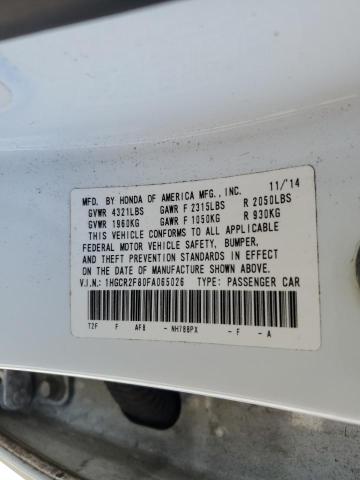 MFD. BY HONDA OF AMERICA MFG., INC. 11/'14
GVWR 4321LBS GAWR F 2315LBS R 2050LBS
GVWR 1960KG GAWR F 1050KG R 930KG
THIS VEHICLE CONFORMS TO ALL APPLICABLE
FEDERAL MOTOR VEHICLE SAFETY, BUMPER,
AND THEFT PREVENTION STANDARDS IN EFFECT
ON THE DATE OF MANUFACTURE SHOWN ABOVE.
V.I.N.: 1HGCR2F80FA065026 TYPE: PASSENGER CAR
T2F F AF8 - NH788PX - F - A